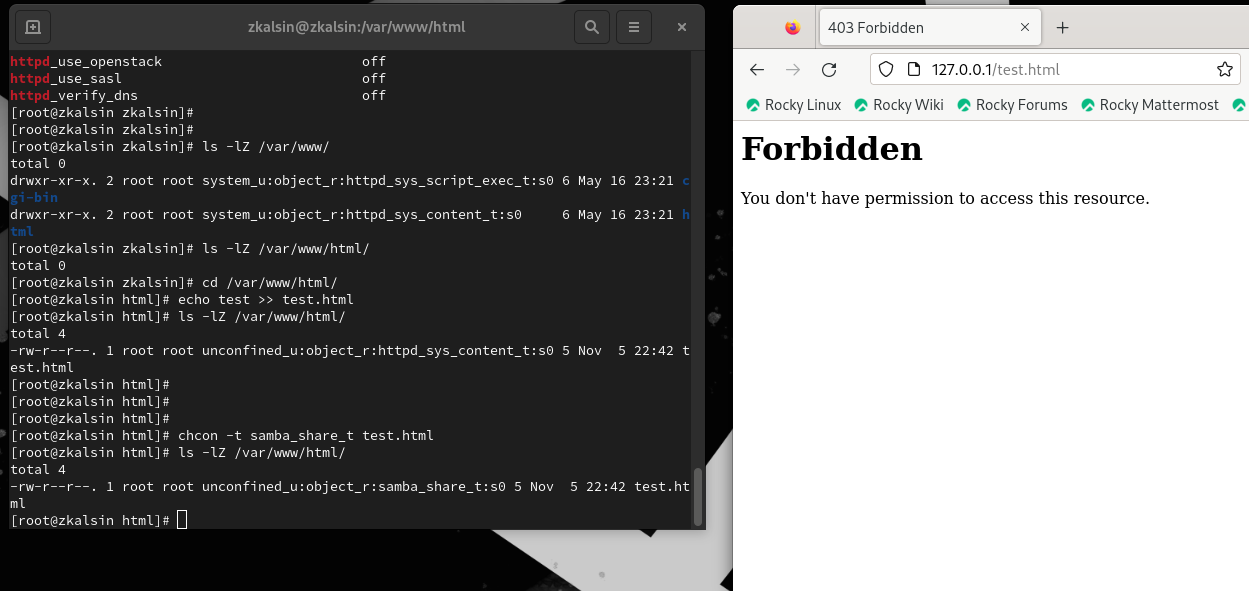 zkalsin@zkalsin:/var/www/html
httpd_use_openstack                         off
httpd_use_sasl                              off
httpd_verify_dns                            off
[root@zkalsin zkalsin]#
[root@zkalsin zkalsin]#
[root@zkalsin zkalsin]# ls -lZ /var/www/
total 0
drwxr-xr-x. 2 root root system_u:object_r:httpd_sys_script_exec_t:s0 6 May 16 23:21 c
gi-bin
drwxr-xr-x. 2 root root system_u:object_r:httpd_sys_content_t:s0     6 May 16 23:21 h
tml
[root@zkalsin zkalsin]# ls -lZ /var/www/html/
total 0
[root@zkalsin zkalsin]# cd /var/www/html/
[root@zkalsin html]# echo test >> test.html
[root@zkalsin html]# ls -lZ /var/www/html/
total 4
-rw-r--r--. 1 root root unconfined_u:object_r:httpd_sys_content_t:s0 5 Nov  5 22:42 t
est.html
[root@zkalsin html]#
[root@zkalsin html]#
[root@zkalsin html]#
[root@zkalsin html]# chcon -t samba_share_t test.html
[root@zkalsin html]# ls -lZ /var/www/html/
total 4
-rw-r--r--. 1 root root unconfined_u:object_r:samba_share_t:s0 5 Nov  5 22:42 test.ht
ml
[root@zkalsin html]#
403 Forbidden
127.0.0.1/test.html
Rocky Linux Rocky Wiki Rocky Forums Rocky Mattermost
Forbidden
You don't have permission to access this resource.